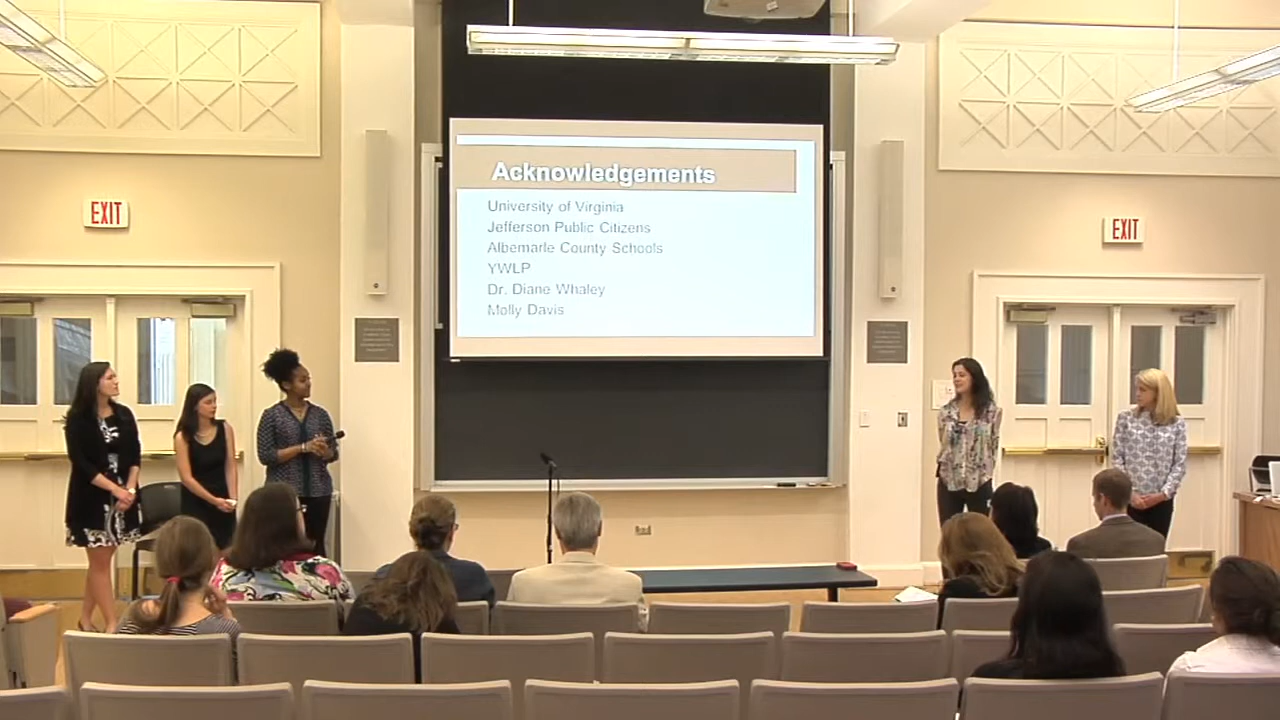 EXIT
Acknowledgements
University of Virginia
Jefferson Public Citizens
Albemarle County Schools
YWLP
Dr. Diane Whaley
Molly Davis
EXIT